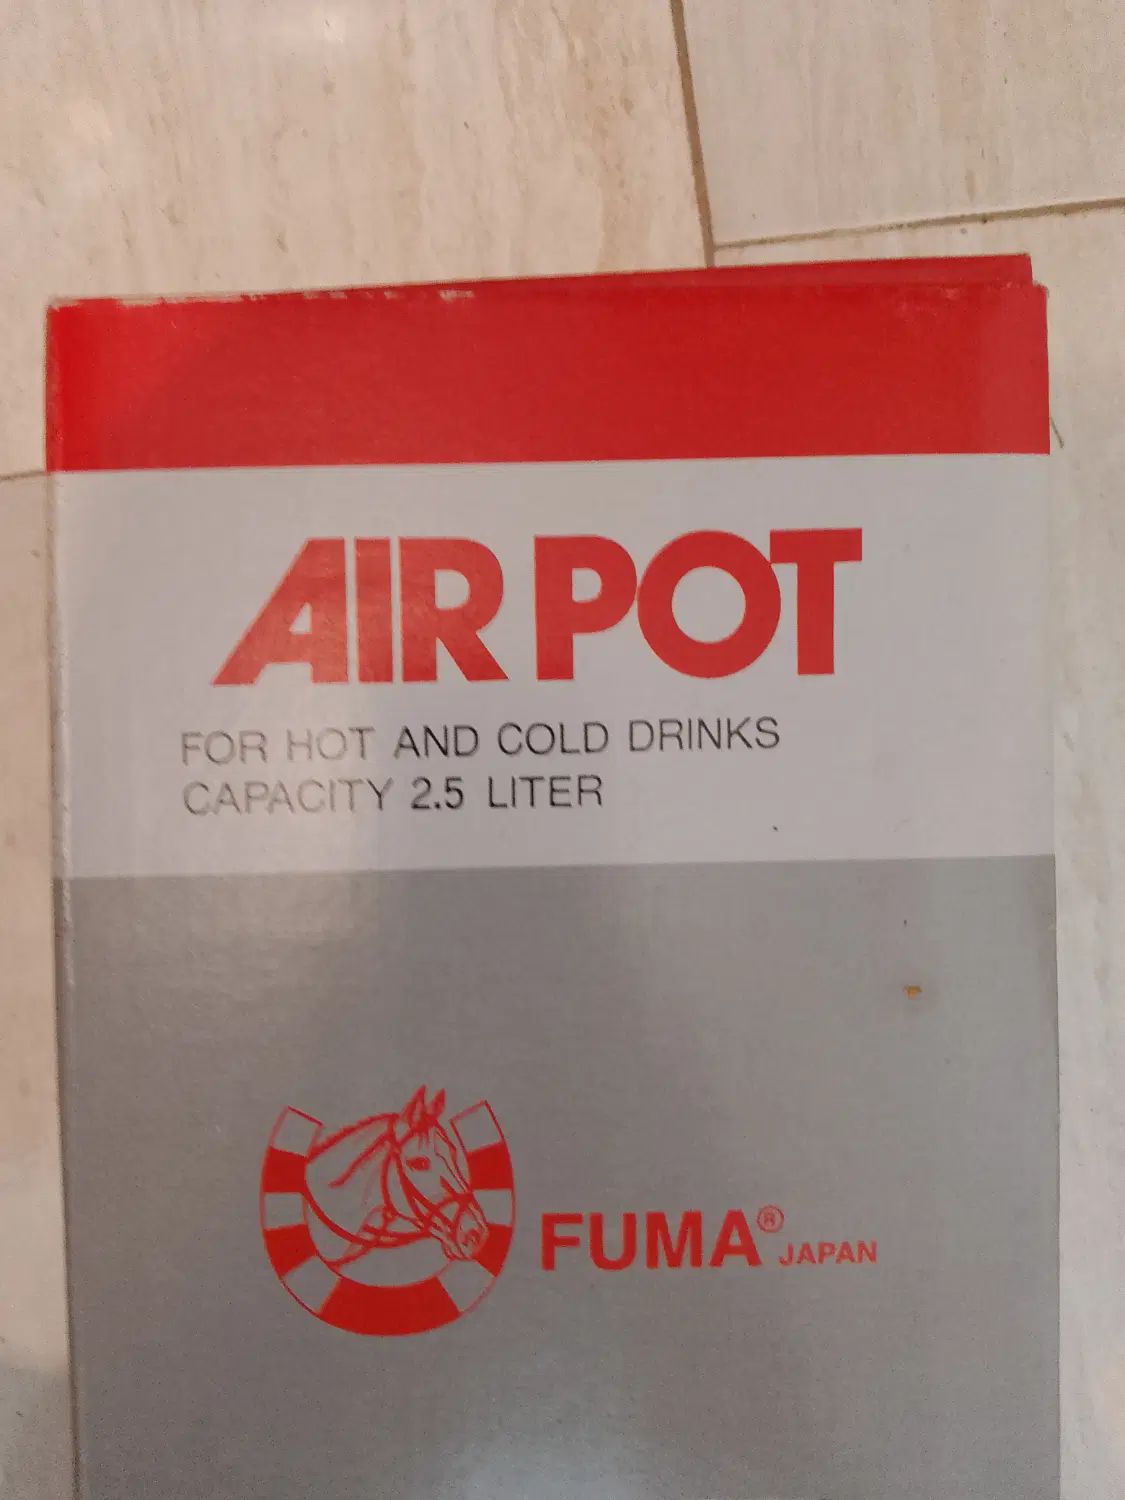 AIR POT
FOR HOT AND COLD DRINKS
CAPACITY 2.5 LITER
FUMA® JAPAN